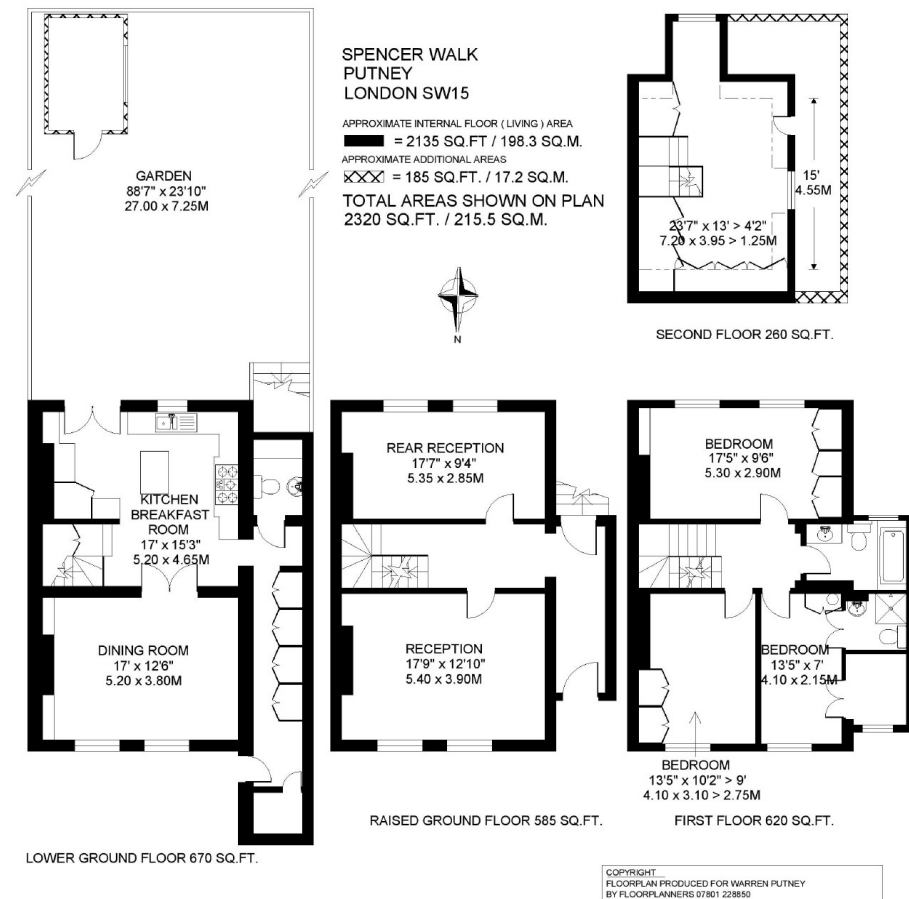 SPENCER WALK
PUTNEY
LONDON SW15
APPROXIMATE INTERNAL FLOOR ( LIVING ) AREA
= 2135 SQ.FT / 198.3 SQ.M.
APPROXIMATE ADDITIONAL AREAS
= 185 SQ.FT. / 17.2 SQ.M.
TOTAL AREAS SHOWN ON PLAN
2320 SQ.FT. / 215.5 SQ.M.
N
GARDEN
88'7" x 23'10"
27.00 x 7.25M
15'
4.55M
23'7" x 13' > 4'2"
7.20 x 3.95 > 1.25M
SECOND FLOOR 260 SQ.FT.
KITCHEN
BREAKFAST
ROOM
17' x 15'3"
5.20 x 4.65M
DINING ROOM
17' x 12'6"
5.20 x 3.80M
LOWER GROUND FLOOR 670 SQ.FT.
REAR RECEPTION
17'7" x 9'4"
5.35 x 2.85M
RECEPTION
17'9" x 12'10"
5.40 x 3.90M
RAISED GROUND FLOOR 585 SQ.FT.
BEDROOM
17'5" x 9'6"
5.30 x 2.90M
BEDROOM
13'5" x 7'
4.10 x 2.15M
BEDROOM
13'5" x 10'2" > 9'
4.10 x 3.10 > 2.75M
FIRST FLOOR 620 SQ.FT.
COPYRIGHT
FLOORPLAN PRODUCED FOR WARREN PUTNEY
BY FLOORPLANNERS 07801 228850